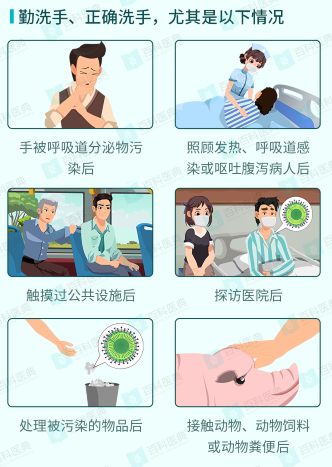 勤洗手、正确洗手，尤其是以下情况
手被呼吸道分泌物污
染后
照顾发热、呼吸道感
染或呕吐腹泻病人后
触摸过公共设施后
探访医院后
处理被污染的物品后
接触动物、动物饲料
或动物粪便后
百科医典